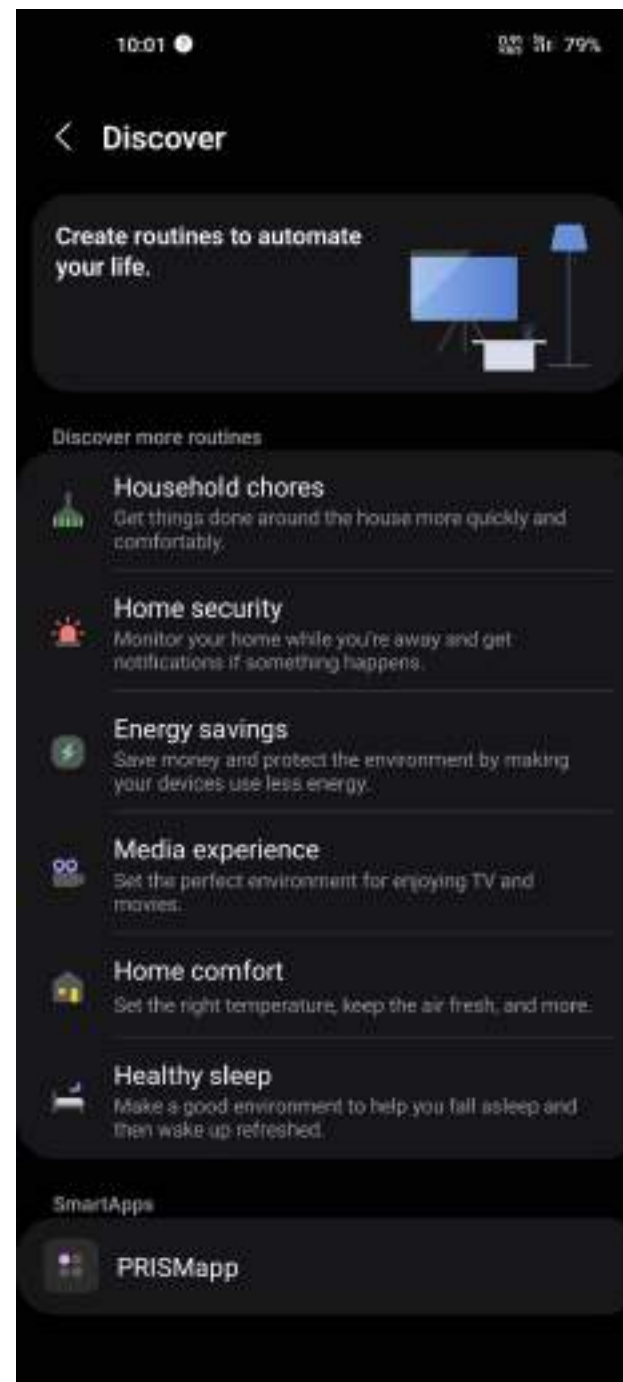 10:01
79%
Discover
Create routines to automate
your life.
Discover more routines
Household chores
Get things done around the house more quickly and
comfortably.
Home security
Monitor your home while you're away and get
notifications if something happens.
Energy savings
Save money and protect the environment by making
your devices use less energy.
Media experience
Set the perfect environment for enjoying TV and
movies.
Home comfort
Set the right temperature, keep the air fresh, and more.
Healthy sleep
Make a good environment to help you fall asleep and
then wake up refreshed.
SmartApps
PRISMapp